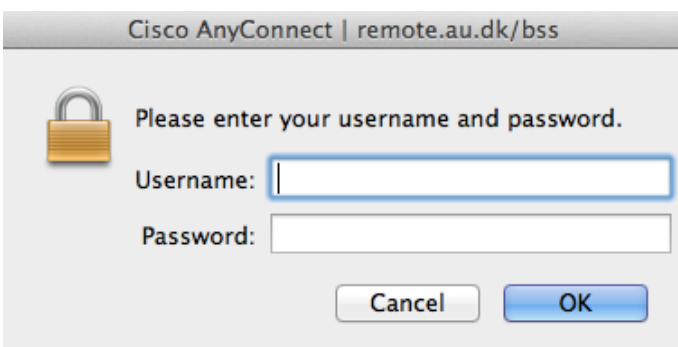 Cisco AnyConnect | remote.au.dk/bss
Please enter your username and password.
Username:
Password:
Cancel OK